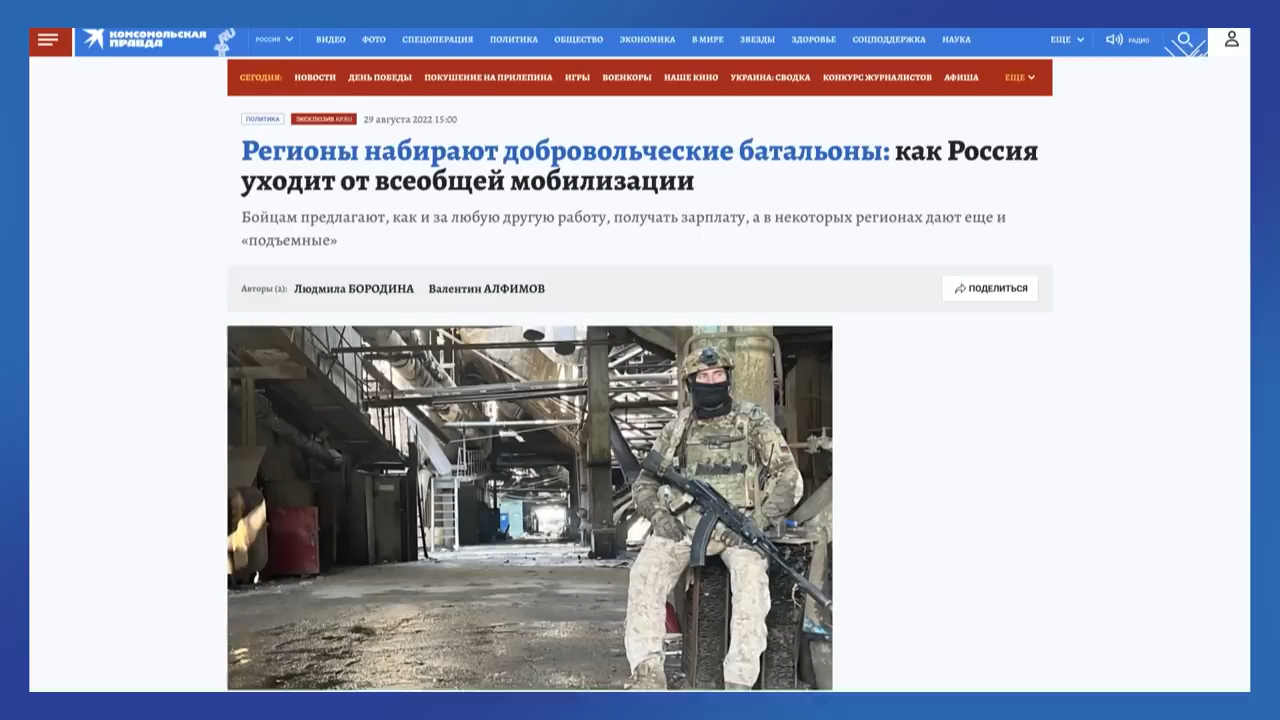 КОМСОМОЛЬСКАЯ
ПРАВДА
РОССИЯ
ВИДЕО ФОТО СПЕЦОПЕРАЦИЯ ПОЛИТИКА ОБЩЕСТВО ЭКОНОМИКА В МИРЕ ЗВЕЗДЫ ЗДОРОВЬЕ СОЦПОДДЕРЖКА НАУКА ЕЩЕ РАДИО
СЕГОДНЯ: НОВОСТИ ДЕНЬ ПОБЕДЫ ПОКУШЕНИЕ НА ПРИЛЕПИНА ИГРЫ ВОЕНКОРЫ НАШЕ КИНО УКРАИНА: СВОДКА КОНКУРС ЖУРНАЛИСТОВ АФИША ЕЩЕ
ПОЛИТИКА ЭКСКЛЮЗИВ KP.RU 29 августа 2022 15:00
Регионы набирают добровольческие батальоны: как Россия
уходит от всеобщей мобилизации
Бойцам предлагают, как и за любую другую работу, получать зарплату, а в некоторых регионах дают еще и
«подъемные»
Авторы (2): Людмила БОРОДИНА Валентин АЛФИМОВ ПОДЕЛИТЬСЯ